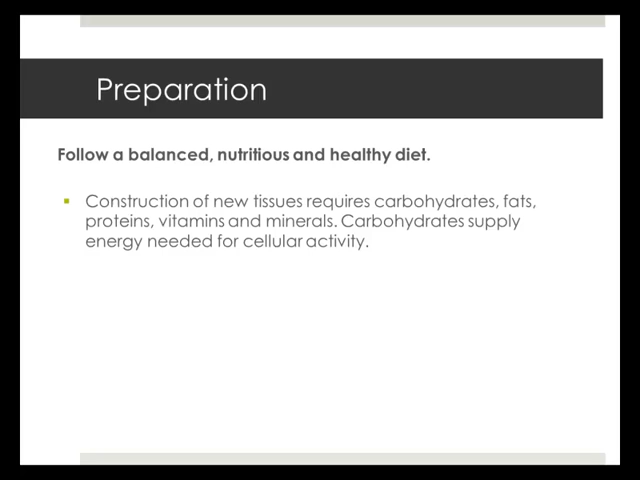 Preparation
Follow a balanced, nutritious and healthy diet.
Construction of new tissues requires carbohydrates, fats,
proteins, vitamins and minerals. Carbohydrates supply
energy needed for cellular activity.